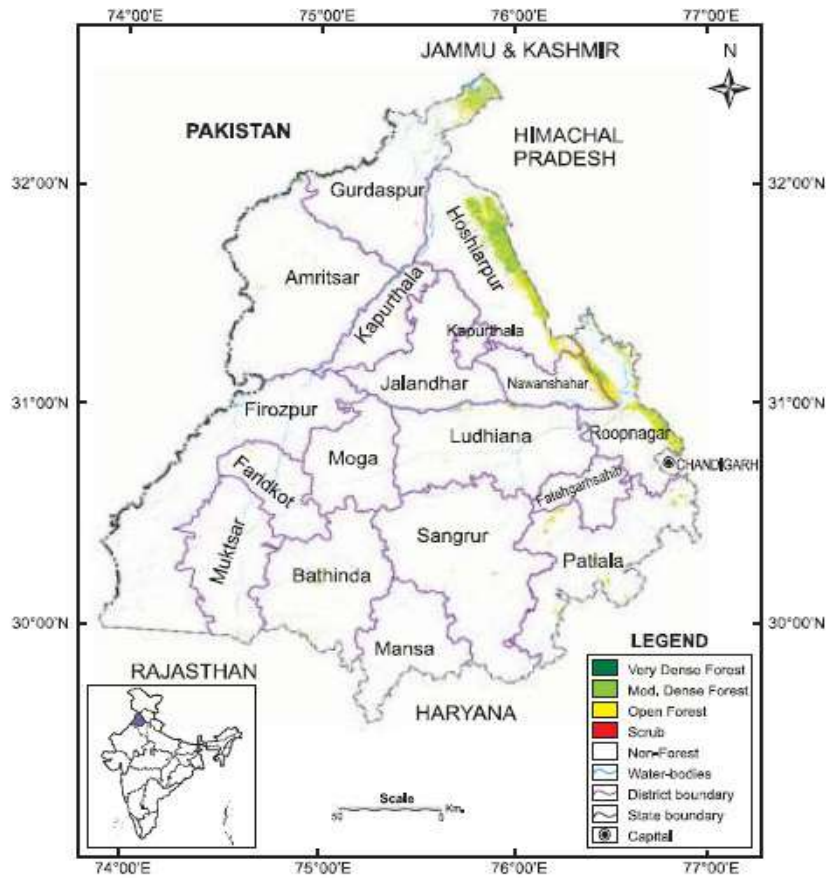 74°00'E 75°00'E 76°00'E 77°00'E
JAMMU & KASHMIR
N
PAKISTAN
HIMACHAL
PRADESH
32°00'N
32°00'N
Gurdaspur
Hoshiarpur
Amritsar
Kapurthala
Kapurthala
Jalandhar
Nawanshahar
31°00'N
31°00'N
Firozpur
Moga
Ludhiana
Roopnagar
CHANDIGARH
Faridkot
Fatehgarhsahib
Muktsar
Sangrur
Patiala
Bathinda
30°00'N
30°00'N
Mansa
RAJASTHAN
HARYANA
LEGEND
Very Dense Forest
Mod. Dense Forest
Open Forest
Scrub
Non-Forest
Water-bodies
District boundary
State boundary
Capital
Scale
50 0 Km.
74°00'E 75°00'E 76°00'E 77°00'E